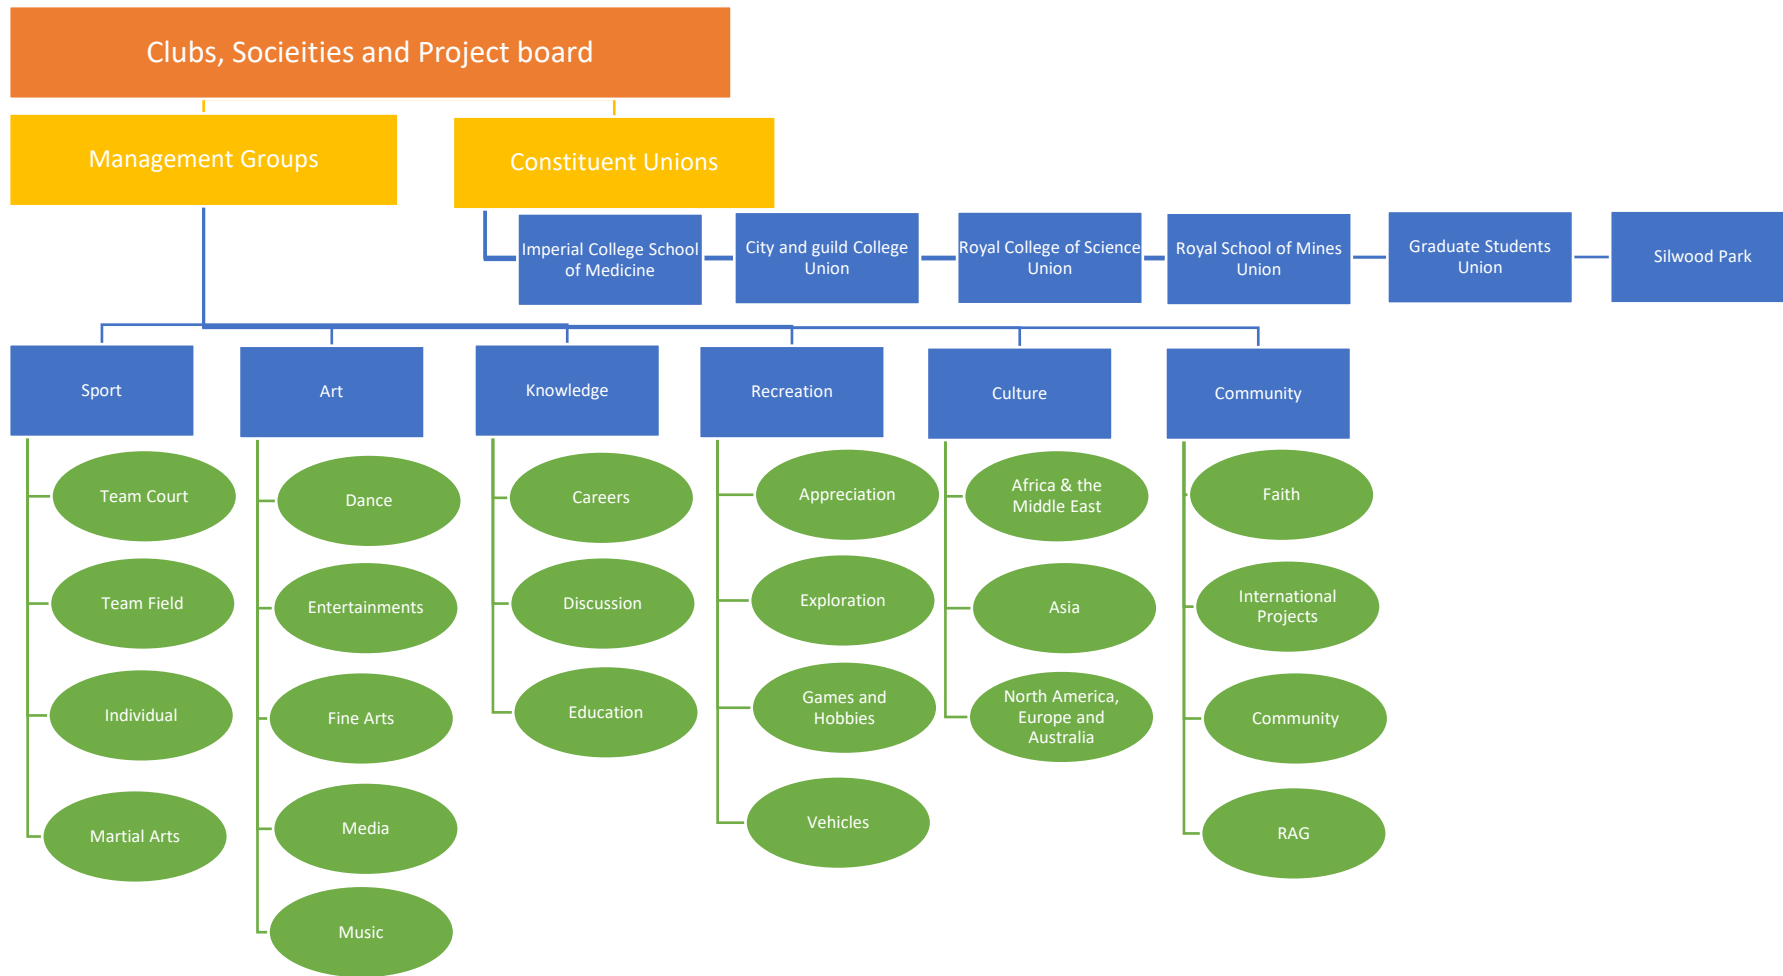 Clubs, Socieities and Project board
Management Groups
Constituent Unions
Imperial College School
of Medicine
City and guild College
Union
Royal College of Science
Union
Royal School of Mines
Union
Graduate Students
Union
Silwood Park
Sport
Art
Knowledge
Recreation
Culture
Community
Team Court
Team Field
Individual
Martial Arts
Dance
Entertainments
Fine Arts
Media
Music
Careers
Discussion
Education
Appreciation
Exploration
Games and
Hobbies
Vehicles
Africa & the
Middle East
Asia
North America,
Europe and
Australia
Faith
International
Projects
Community
RAG